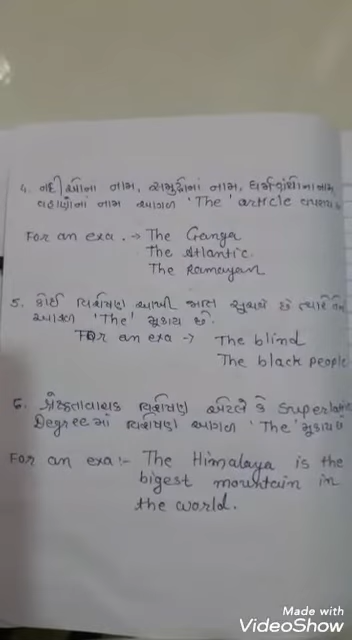 4. નદીઓનાં નામ, સમુદ્રોનાં નામ, ધર્મગ્રંથોના નામ
વહાણોનાં નામ આગળ 'The' article વપરાય
For an exa. → The Ganga
The Atlantic
The Ramayan
5. કોઈ વિશેષણ આખી જાત સુચવે છે ત્યારે તેની
આગળ 'The' મૂકાય છે.
For an exa → The blind
The black people
6. શ્રેષ્ઠતાવાચક વિશેષણ એટલે કે superlative
Degree માં વિશેષણ આગળ 'The' મૂકાય છે
For an exa :- The Himalaya is the
bigest mountain in
the world.
Made with
VideoShow